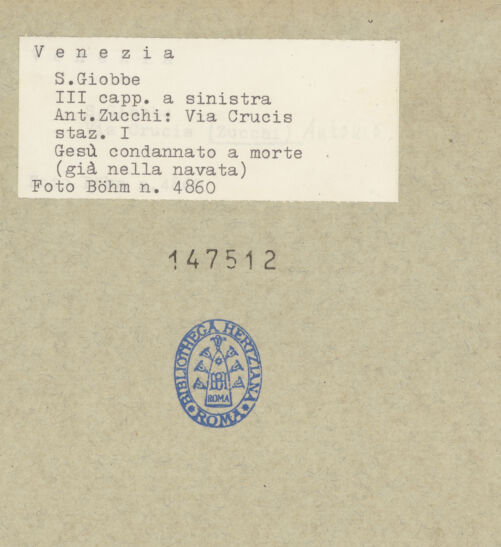 Venezia
S.Giobbe
III capp. a sinistra
Ant.Zucchi: Via Crucis
staz. I
Gesù condannato a morte
(già nella navata)
Foto Böhm n. 4860
147512
BIBLIOTHECA HERTZIANA
BH
ROMA
ROMA